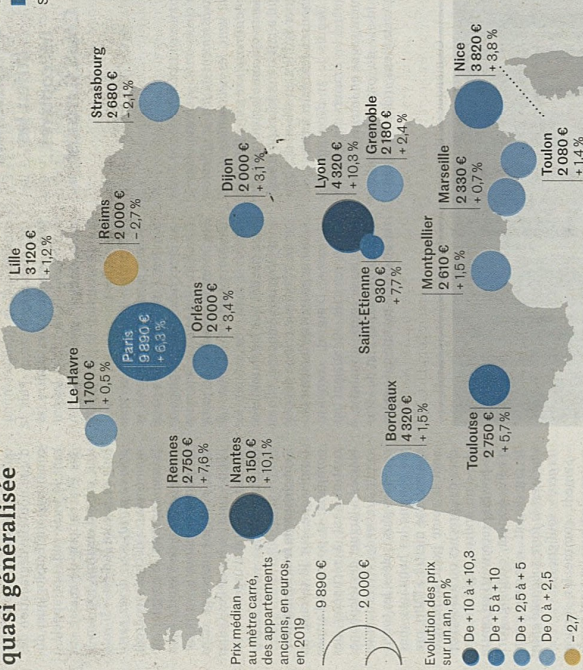 quasi généralisée
Prix médian
au mètre carré,
des appartements
anciens, en euros,
en 2019
9 890 €
2 000 €
Evolution des prix
sur un an, en %
De + 10 à + 10,3
De + 5 à + 10
De + 2,5 à + 5
De 0 à + 2,5
– 2,7
Lille
3 120 €
+ 1,2 %
Le Havre
1 700 €
+ 0,5 %
Strasbourg
2 680 €
– 2,1 %
Reims
2 000 €
– 2,7 %
Paris
9 890 €
+ 6,3 %
Rennes
2 750 €
+ 7,6 %
Orléans
2 000 €
+ 3,4 %
Nantes
3 150 €
+ 10,1 %
Dijon
2 000 €
+ 3,1 %
Lyon
4 320 €
+ 10,3 %
Grenoble
2 180 €
+ 2,4 %
Saint-Etienne
930 €
+ 7,7 %
Bordeaux
4 320 €
+ 1,5 %
Montpellier
2 610 €
+ 1,5 %
Marseille
2 330 €
+ 0,7 %
Nice
3 820 €
+ 3,8 %
Toulouse
2 750 €
+ 5,7 %
Toulon
2 080 €
+ 1,4 %